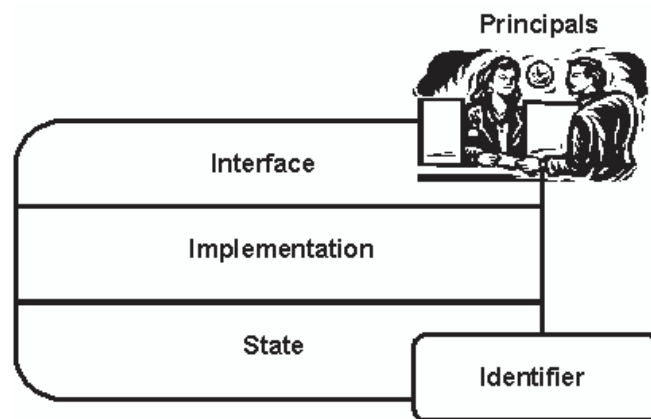 Principals
Interface
Implementation
State
Identifier